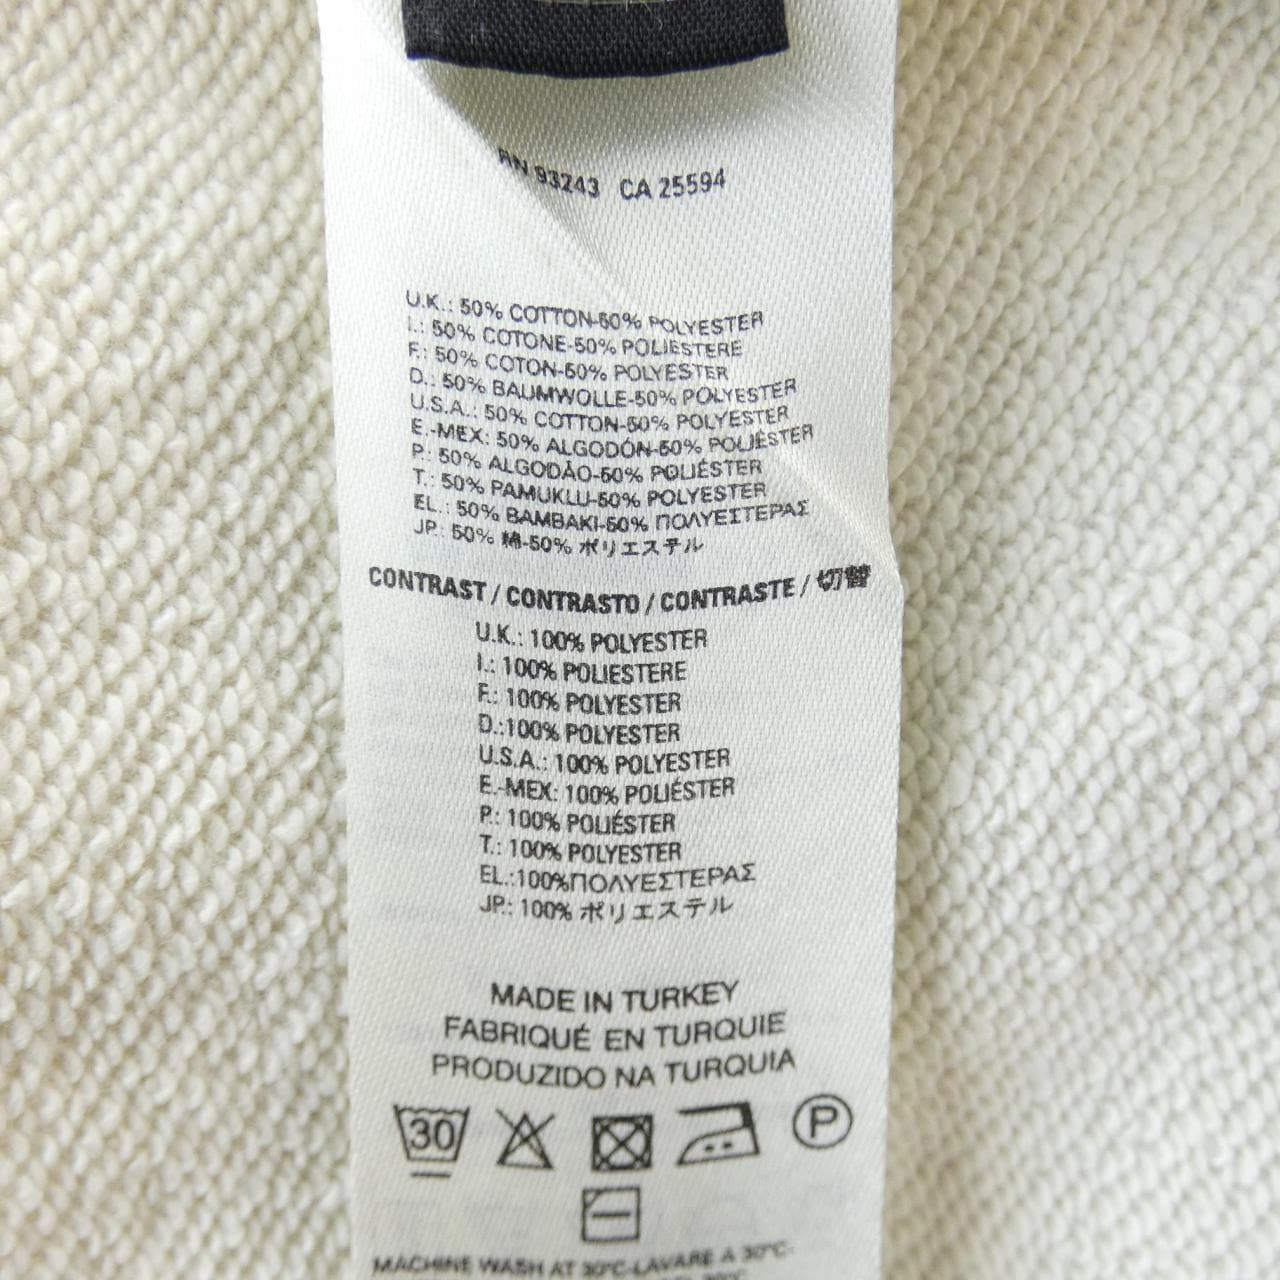 RN 93243 CA 25594
U.K.: 50% COTTON-50% POLYESTER
I.: 50% COTONE-50% POLIESTERE
F.: 50% COTON-50% POLYESTER
D.: 50% BAUMWOLLE-50% POLYESTER
U.S.A.: 50% COTTON-50% POLYESTER
E.-MEX: 50% ALGODÓN-50% POLIÉSTER
P.: 50% ALGODÃO-50% POLIÉSTER
T.: 50% PAMUKLU-50% POLYESTER
EL.: 50% BAMBAKI-50% ΠΟΛΥΕΣΤΕΡΑΣ
JP.: 50% 綿-50% ポリエステル
CONTRAST / CONTRASTO / CONTRASTE / 切替
U.K.: 100% POLYESTER
I.: 100% POLIESTERE
F.: 100% POLYESTER
D.:100% POLYESTER
U.S.A.: 100% POLYESTER
E.-MEX: 100% POLIÉSTER
P.: 100% POLIÉSTER
T.: 100% POLYESTER
EL.:100%ΠΟΛΥΕΣΤΕΡΑΣ
JP.: 100% ポリエステル
MADE IN TURKEY
FABRIQUÉ EN TURQUIE
PRODUZIDO NA TURQUIA
30 P
MACHINE WASH AT 30°C-LAVARE A 30°C-